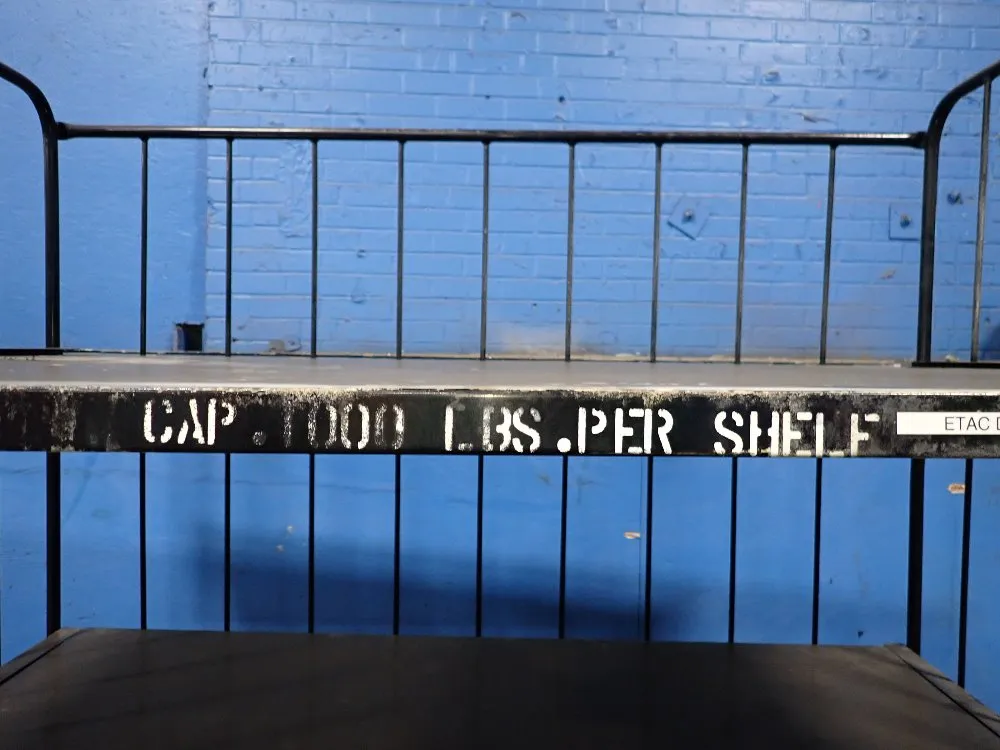 CAP. 1000 LBS.PER SHELF
ETAC